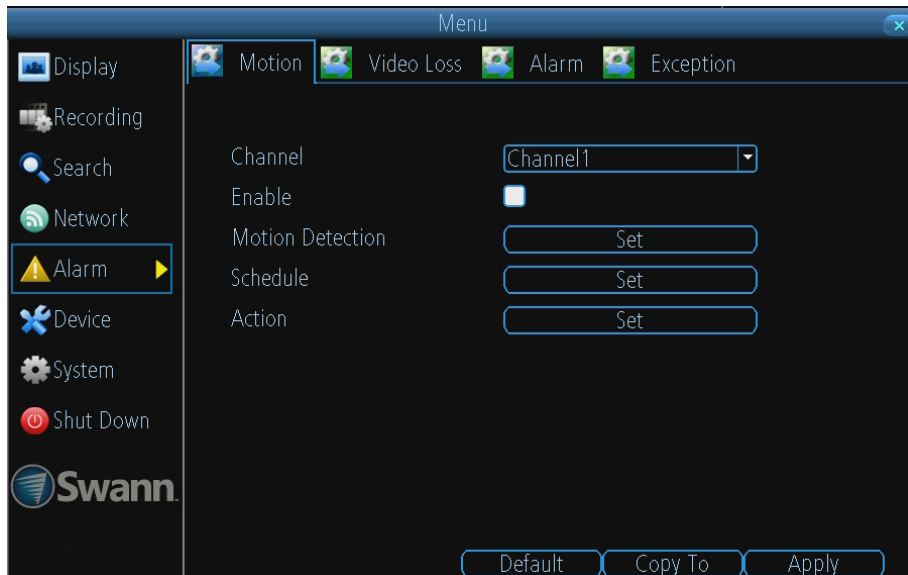 Menu
Display
Recording
Search
Network
Alarm
Device
System
Shut Down
Swann.
Motion Video Loss Alarm Exception
Channel Channel1
Enable
Motion Detection Set
Schedule Set
Action Set
Default Copy To Apply